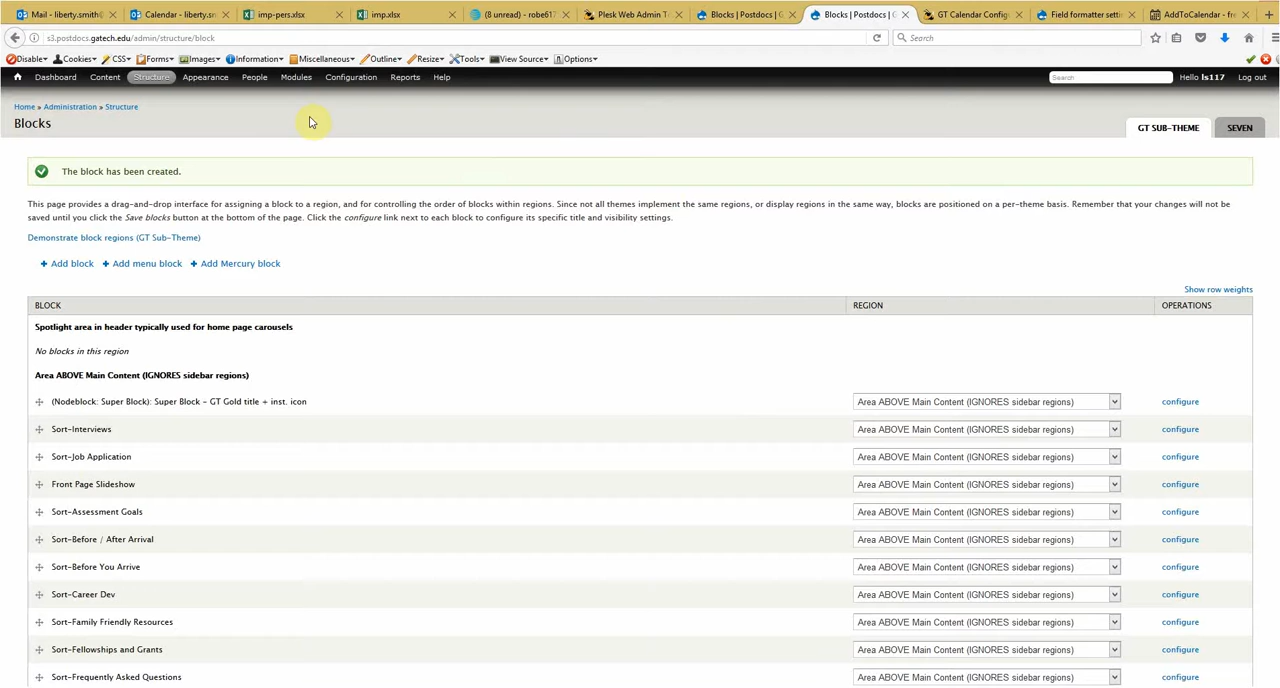 Mail - liberty.sm
Calendar - liberty.sm
imp-pers.xlsx
imp.xlsx
(8 unread) - robe617
Plesk Web Admin T
Blocks | Postdocs | G
Blocks | Postdocs | G
GT Calendar Config
Field formatter setti
AddToCalendar - fre
s3.postdocs.gatech.edu/admin/structure/block
Search
Disable Cookies CSS Forms Images Information Miscellaneous Outline Resize Tools View Source Options
Dashboard Content Structure Appearance People Modules Configuration Reports Help
Search
Hello ls117 Log out
Home » Administration » Structure
Blocks
GT SUB-THEME SEVEN
The block has been created.
This page provides a drag-and-drop interface for assigning a block to a region, and for controlling the order of blocks within regions. Since not all themes implement the same regions, or display regions in the same way, blocks are positioned on a per-theme basis. Remember that your changes will not be
saved until you click the Save blocks button at the bottom of the page. Click the configure link next to each block to configure its specific title and visibility settings.
Demonstrate block regions (GT Sub-Theme)
+ Add block + Add menu block + Add Mercury block
Show row weights
BLOCK REGION OPERATIONS
Spotlight area in header typically used for home page carousels
No blocks in this region
Area ABOVE Main Content (IGNORES sidebar regions)
(Nodeblock: Super Block): Super Block - GT Gold title + inst. icon Area ABOVE Main Content (IGNORES sidebar regions) configure
Sort-Interviews Area ABOVE Main Content (IGNORES sidebar regions) configure
Sort-Job Application Area ABOVE Main Content (IGNORES sidebar regions) configure
Front Page Slideshow Area ABOVE Main Content (IGNORES sidebar regions) configure
Sort-Assessment Goals Area ABOVE Main Content (IGNORES sidebar regions) configure
Sort-Before / After Arrival Area ABOVE Main Content (IGNORES sidebar regions) configure
Sort-Before You Arrive Area ABOVE Main Content (IGNORES sidebar regions) configure
Sort-Career Dev Area ABOVE Main Content (IGNORES sidebar regions) configure
Sort-Family Friendly Resources Area ABOVE Main Content (IGNORES sidebar regions) configure
Sort-Fellowships and Grants Area ABOVE Main Content (IGNORES sidebar regions) configure
Sort-Frequently Asked Questions Area ABOVE Main Content (IGNORES sidebar regions) configure